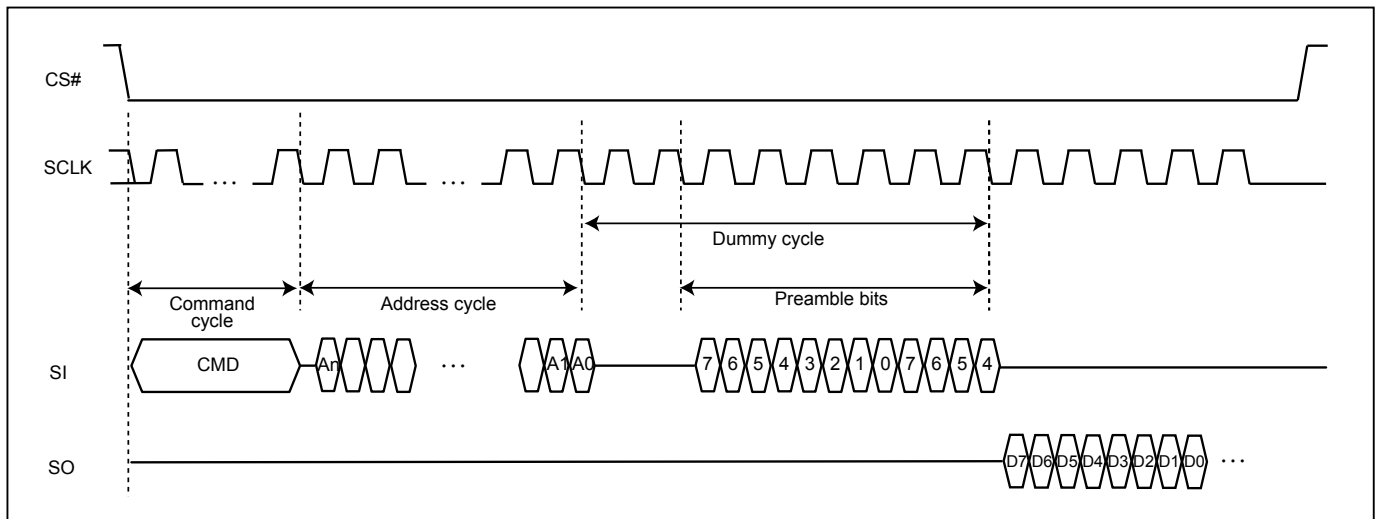 CS#
SCLK
...
...
Dummy cycle
Command
cycle
Address cycle
Preamble bits
SI
CMD
An
...
A1 A0
7 6 5 4 3 2 1 0 7 6 5 4
SO
D7 D6 D5 D4 D3 D2 D1 D0 ...